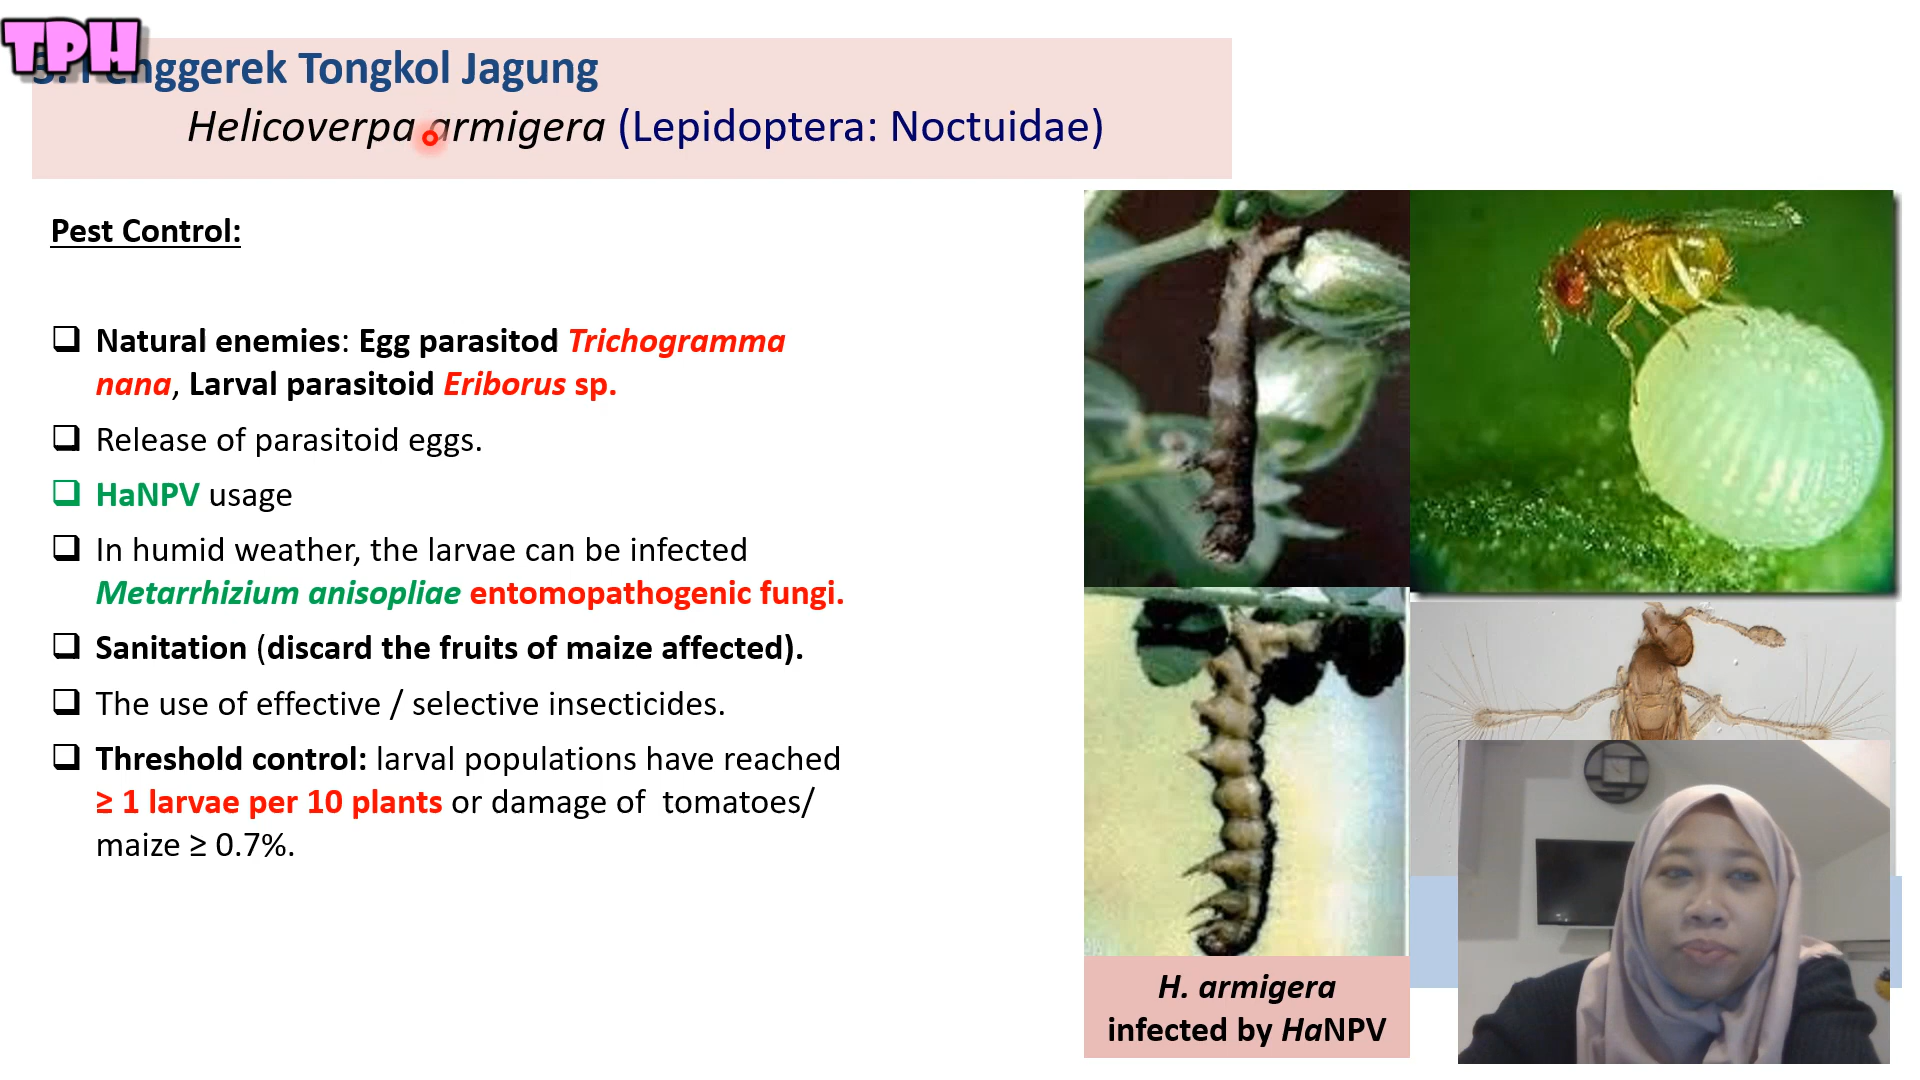 TPH
3. Penggerek Tongkol Jagung
Helicoverpa armigera (Lepidoptera: Noctuidae)
Pest Control:
Natural enemies: Egg parasitod Trichogramma
nana, Larval parasitoid Eriborus sp.
Release of parasitoid eggs.
HaNPV usage
In humid weather, the larvae can be infected
Metarrhizium anisopliae entomopathogenic fungi.
Sanitation (discard the fruits of maize affected).
The use of effective / selective insecticides.
Threshold control: larval populations have reached
≥ 1 larvae per 10 plants or damage of tomatoes/
maize ≥ 0.7%.
H. armigera
infected by HaNPV